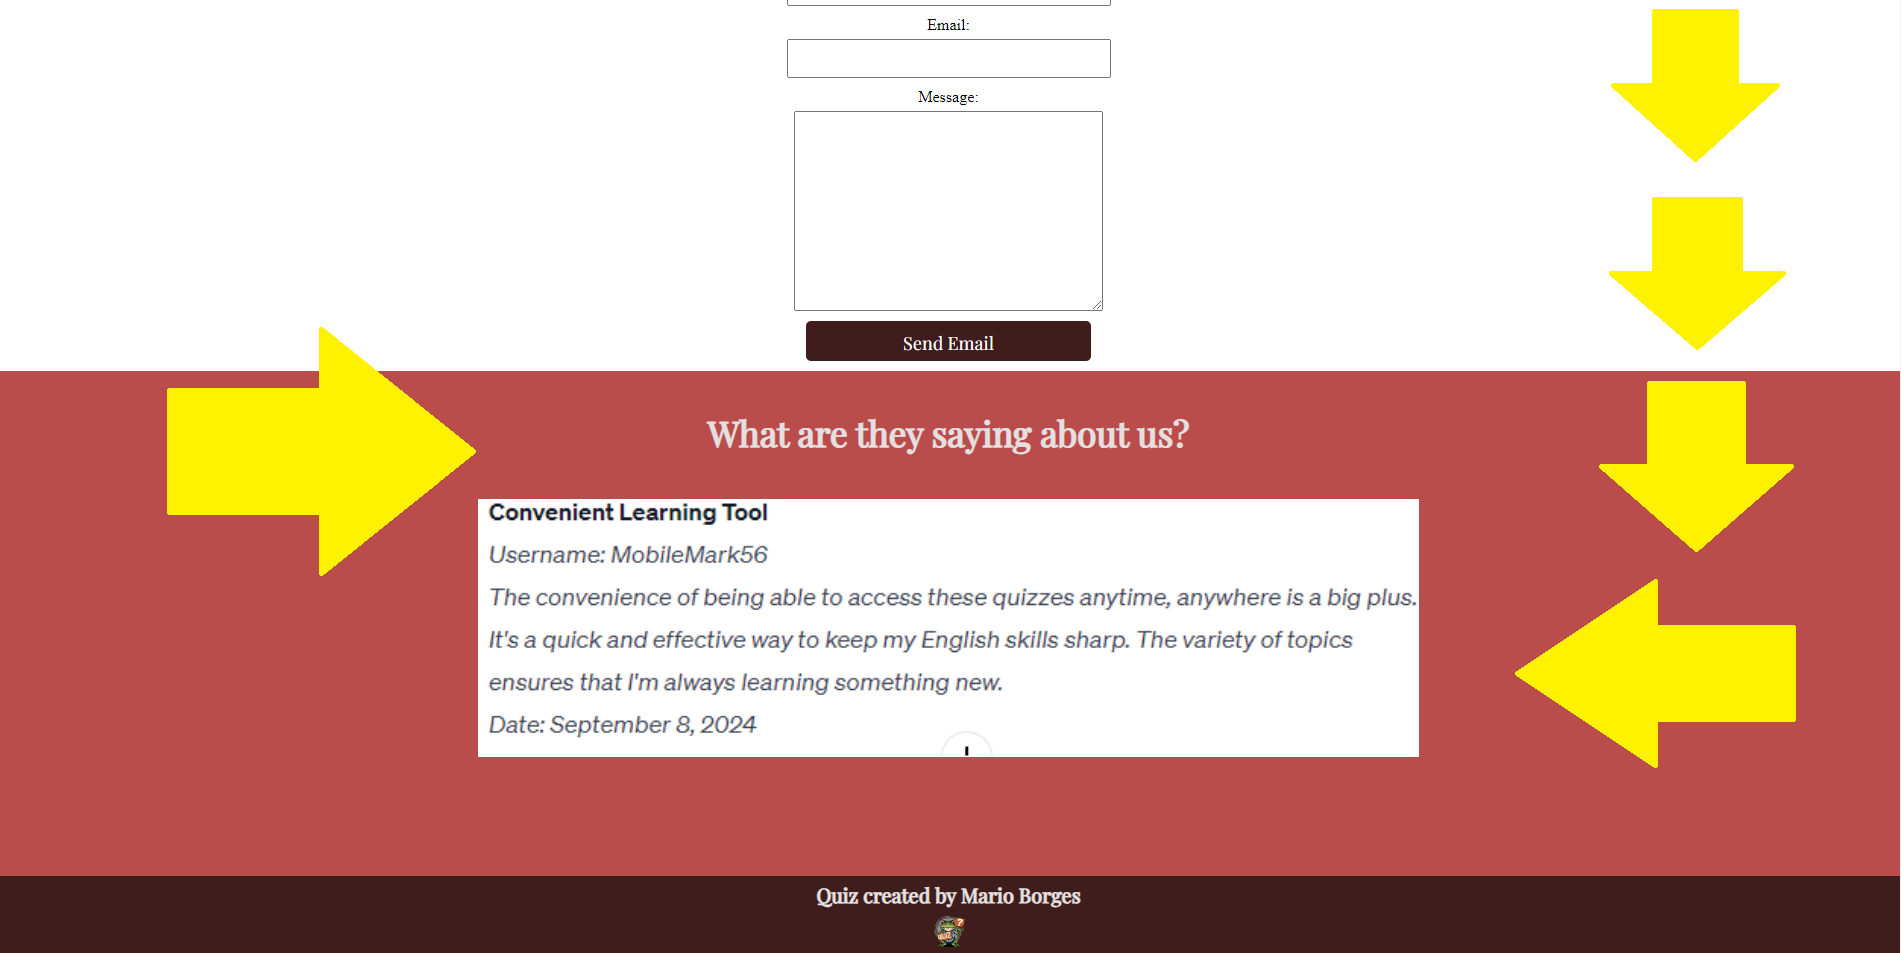 Email:
Message:
Send Email
What are they saying about us?
Convenient Learning Tool
Username: MobileMark56
The convenience of being able to access these quizzes anytime, anywhere is a big plus.
It's a quick and effective way to keep my English skills sharp. The variety of topics
ensures that I'm always learning something new.
Date: September 8, 2024
Quiz created by Mario Borges
QUIZ